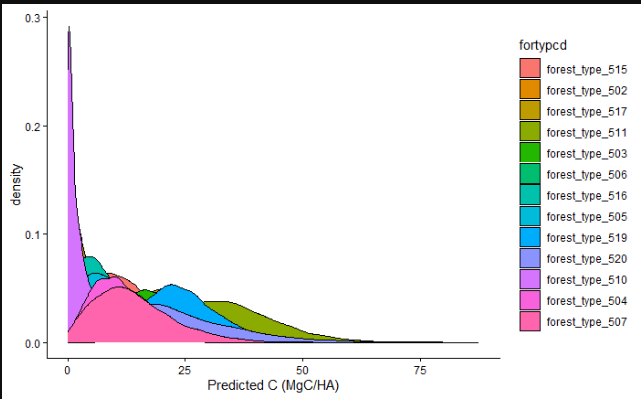 0.3
0.2
0.1
0.0
density
0 25 50 75
Predicted C (MgC/HA)
fortypcd
forest_type_515
forest_type_502
forest_type_517
forest_type_511
forest_type_503
forest_type_506
forest_type_516
forest_type_505
forest_type_519
forest_type_520
forest_type_510
forest_type_504
forest_type_507